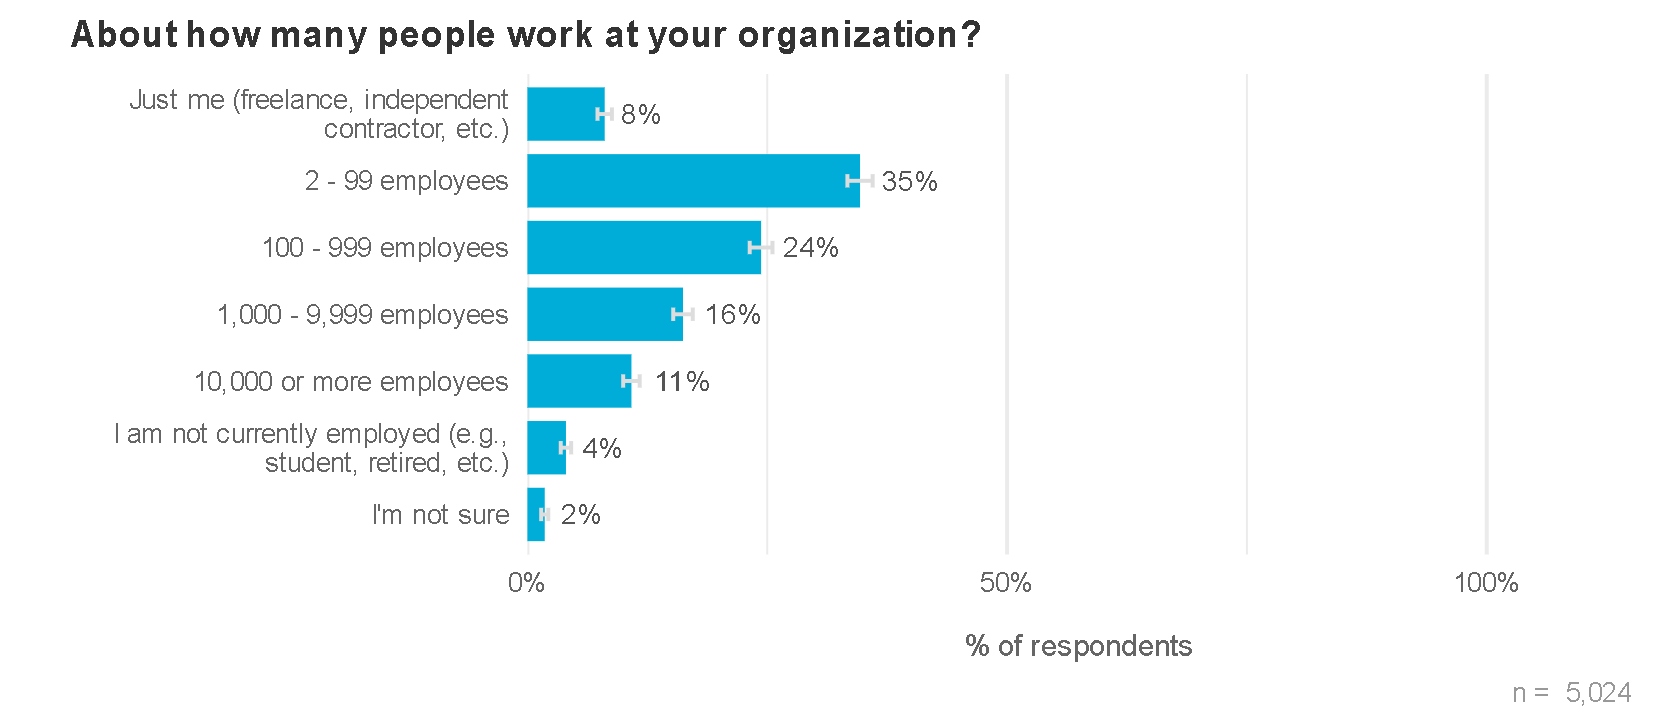 About how many people work at your organization?
Just me (freelance, independent
contractor, etc.)
8%
2 - 99 employees
35%
100 - 999 employees
24%
1,000 - 9,999 employees
16%
10,000 or more employees
11%
I am not currently employed (e.g.,
student, retired, etc.)
4%
I'm not sure
2%
0%
50%
100%
% of respondents
n = 5,024